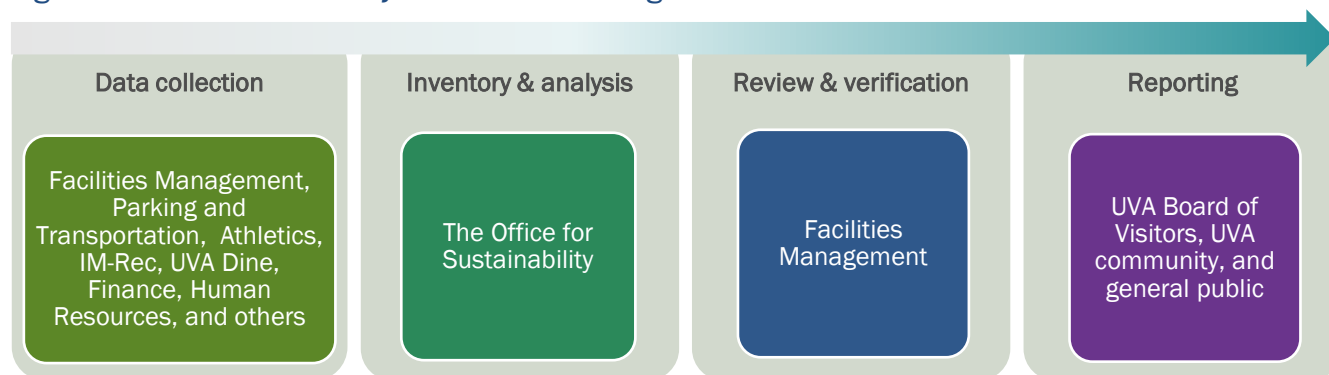 Data collection
Inventory & analysis
Review & verification
Reporting
Facilities Management,
Parking and
Transportation, Athletics,
IM-Rec, UVA Dine,
Finance, Human
Resources, and others
The Office for
Sustainability
Facilities
Management
UVA Board of
Visitors, UVA
community, and
general public